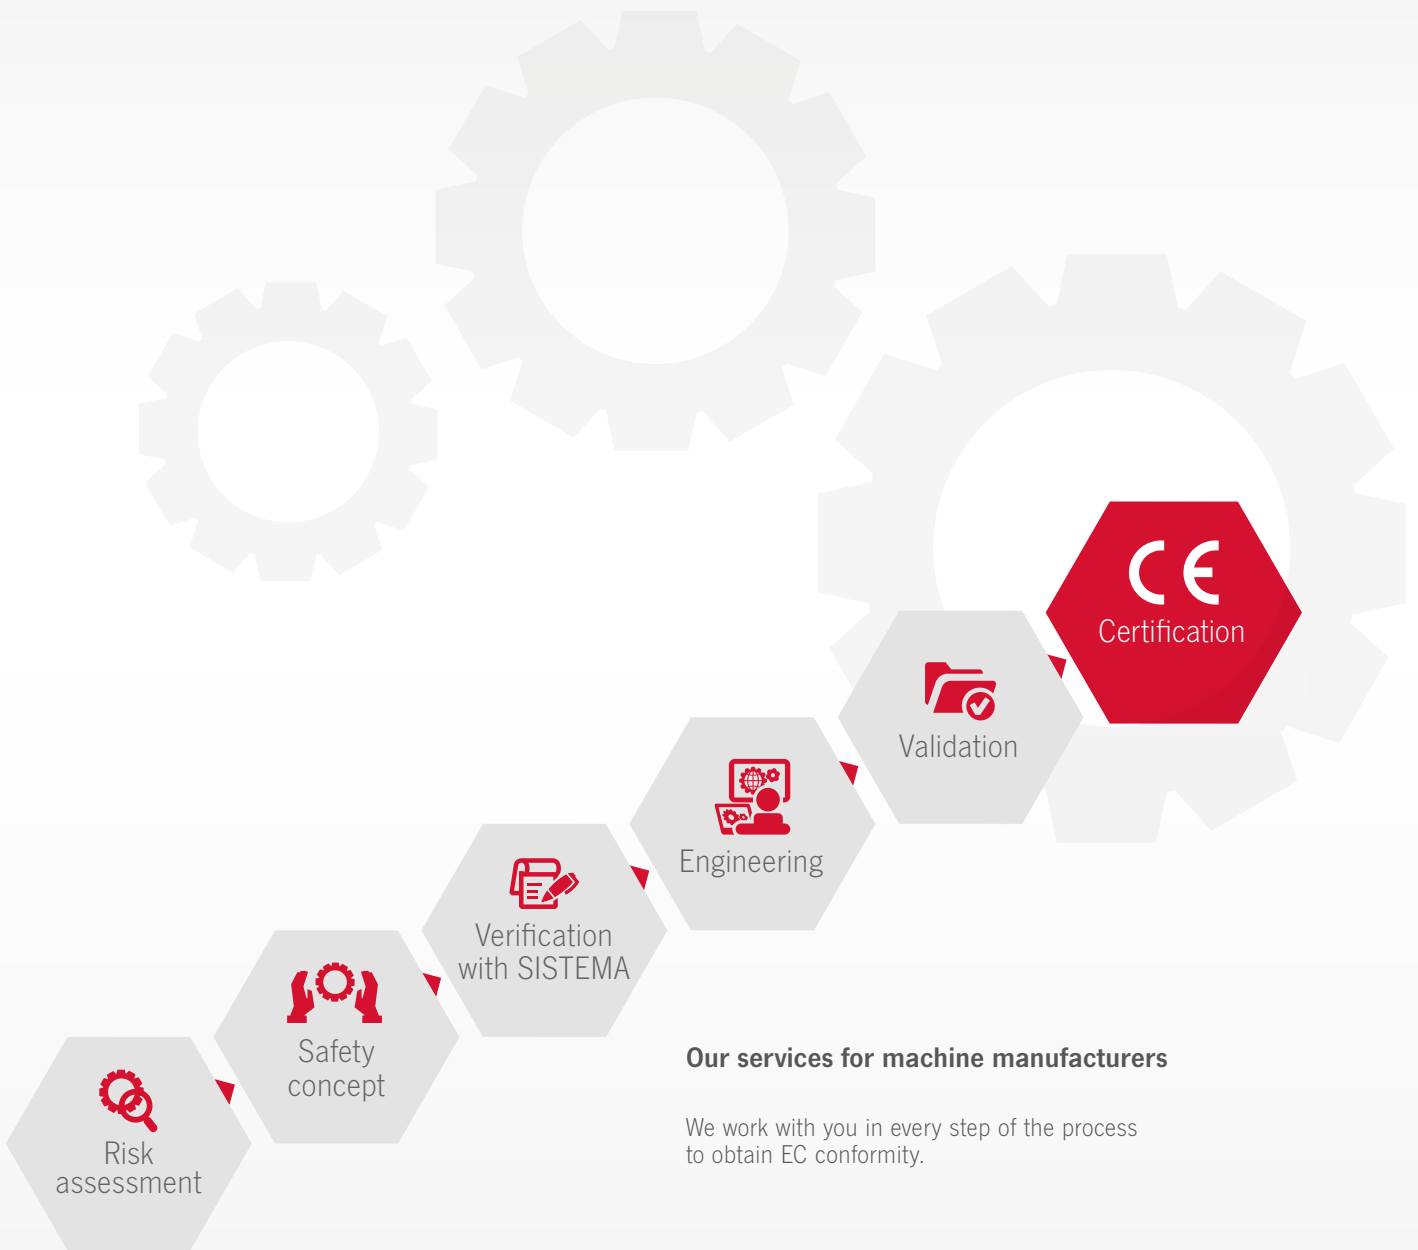 CE
Certification
Validation
Engineering
Verification
with SISTEMA
Safety
concept
Risk
assessment
Our services for machine manufacturers
We work with you in every step of the process
to obtain EC conformity.